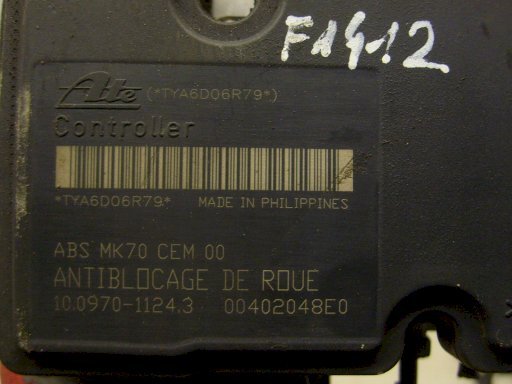 FAG-12
Ate (*TYA6D06R79*)
Controller
*TYA6D06R79* MADE IN PHILIPPINES
ABS MK70 CEM 00
ANTIBLOCAGE DE ROUE
10.0970-1124.3 00402048E0